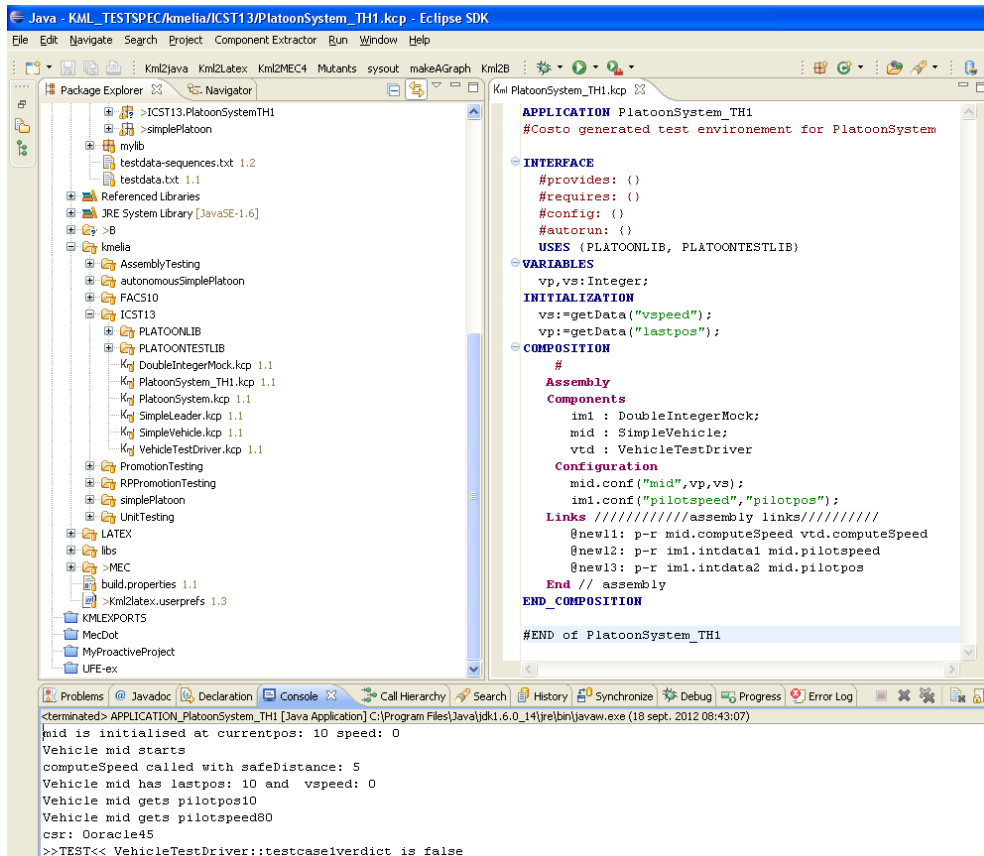 Java - KML_TESTSPEC/kmelia/ICST13/PlatoonSystem_TH1.kcp - Eclipse SDK
File Edit Navigate Search Project Component Extractor Run Window Help
Kml2java Kml2Latex Kml2MEC4 Mutants sysout makeAGraph Kml2B
Package Explorer Navigator
>ICST13.PlatoonSystemTH1
>simplePlatoon
mylib
testdata-sequences.txt 1.2
testdata.txt 1.1
Referenced Libraries
JRE System Library [JavaSE-1.6]
>B
kmelia
AssemblyTesting
autonomousSimplePlatoon
FACS10
ICST13
PLATOONLIB
PLATOONTESTLIB
DoubleIntegerMock.kcp 1.1
PlatoonSystem_TH1.kcp 1.1
PlatoonSystem.kcp 1.1
SimpleLeader.kcp 1.1
SimpleVehicle.kcp 1.1
VehicleTestDriver.kcp 1.1
PromotionTesting
RPPromotionTesting
simplePlatoon
UnitTesting
LATEX
libs
>MEC
build.properties 1.1
>Kml2latex.userprefs 1.3
KMLEXPORTS
MecDot
MyProactiveProject
UFE-ex
PlatoonSystem_TH1.kcp
APPLICATION PlatoonSystem_TH1
#Costo generated test environement for PlatoonSystem
INTERFACE
#provides: ()
#requires: ()
#config: ()
#autorun: ()
USES {PLATOONLIB, PLATOONTESTLIB}
VARIABLES
vp,vs:Integer;
INITIALIZATION
vs:=getData("vspeed");
vp:=getData("lastpos");
COMPOSITION
#
Assembly
Components
im1 : DoubleIntegerMock;
mid : SimpleVehicle;
vtd : VehicleTestDriver
Configuration
mid.conf("mid",vp,vs);
im1.conf("pilotspeed","pilotpos");
Links ////////////assembly links//////////
@newl1: p-r mid.computeSpeed vtd.computeSpeed
@newl2: p-r im1.intdata1 mid.pilotspeed
@newl3: p-r im1.intdata2 mid.pilotpos
End // assembly
END_COMPOSITION
#END of PlatoonSystem_TH1
Problems Javadoc Declaration Console Call Hierarchy Search History Synchronize Debug Progress Error Log
<terminated> APPLICATION_PlatoonSystem_TH1 [Java Application] C:\Program Files\Java\jdk1.6.0_14\jre\bin\javaw.exe (18 sept. 2012 08:43:07)
mid is initialised at currentpos: 10 speed: 0
Vehicle mid starts
computeSpeed called with safeDistance: 5
Vehicle mid has lastpos: 10 and  vspeed: 0
Vehicle mid gets pilotpos10
Vehicle mid gets pilotspeed80
csr: 0oracle45
>>TEST<< VehicleTestDriver::testcase1verdict is false